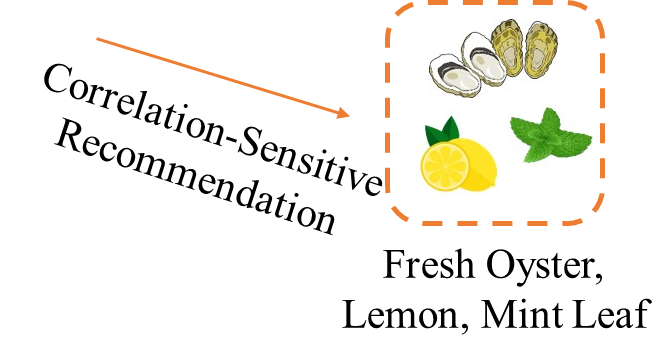 Correlation-Sensitive
Recommendation
Fresh Oyster,
Lemon, Mint Leaf